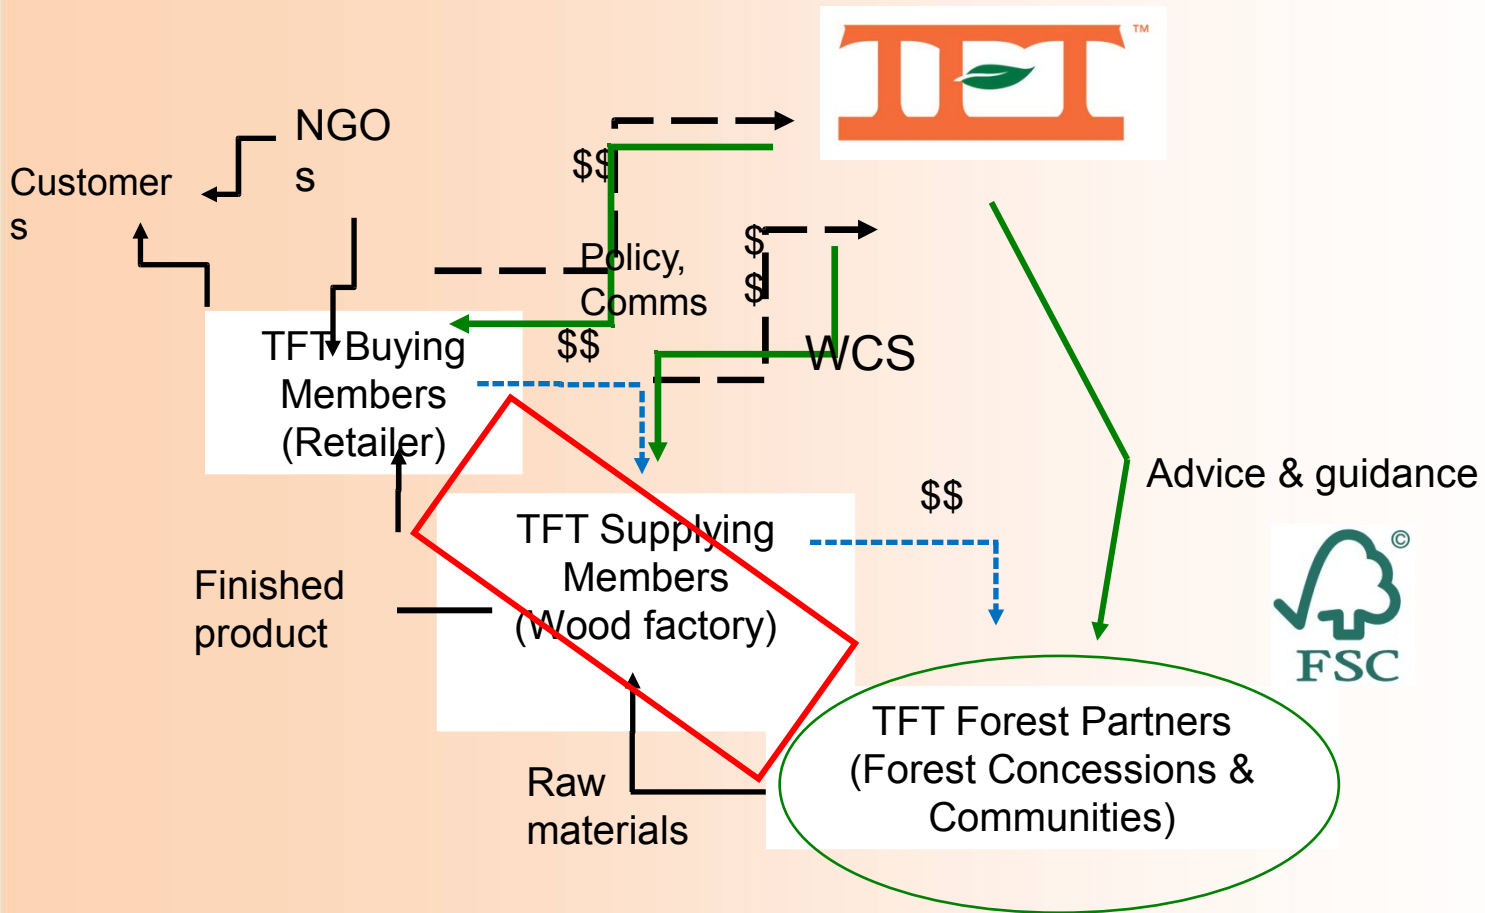 TFT™
NGO
s
Customer
s
$$
$
$
Policy,
Comms
$$
WCS
TFT Buying
Members
(Retailer)
Advice & guidance
$$
TFT Supplying
Members
(Wood factory)
©
FSC
Finished
product
TFT Forest Partners
(Forest Concessions &
Communities)
Raw
materials